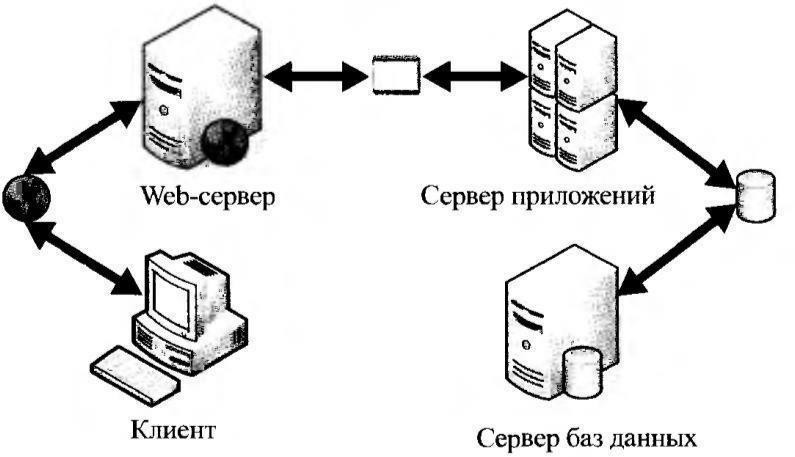 Web-сервер
Сервер приложений
Клиент
Сервер баз данных